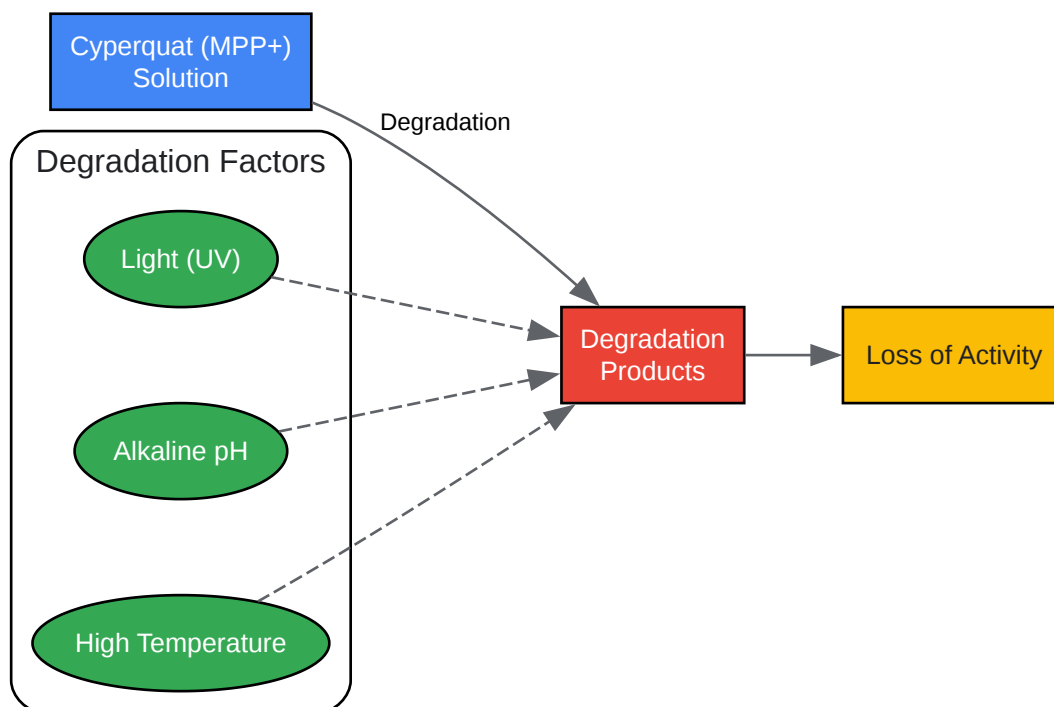 Cyperquat (MPP+)
Solution
Degradation
Degradation Factors
Light (UV)
Alkaline pH
High Temperature
Degradation
Products
Loss of Activity